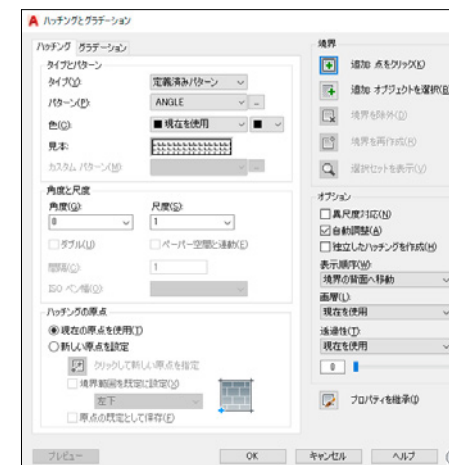 ハッチングとグラデーション
ハッチング グラデーション
タイプとパターン
タイプ(Y): 定義済みパターン
パターン(P): ANGLE
色(C): 現在を使用
見本:
カスタム パターン(M):
角度と尺度
角度(G): 尺度(S):
0 1
ダブル(U) ペーパー空間と連動(E)
間隔(C): 1
ISO ペン幅(O):
ハッチングの原点
現在の原点を使用(T)
新しい原点を設定
クリックして新しい原点を指定
境界範囲を既定に設定(X)
左下
原点の既定として保存(F)
境界
追加 点をクリック(K)
追加 オブジェクトを選択(B)
境界を除外(D)
境界を再作成(R)
選択セットを表示(V)
オプション
異尺度対応(N)
自動調整(A)
独立したハッチングを作成(H)
表示順序(W):
境界の背面へ移動
画層(L):
現在を使用
透過性(T):
現在を使用
0
プロパティを継承(I)
プレビュー OK キャンセル ヘルプ